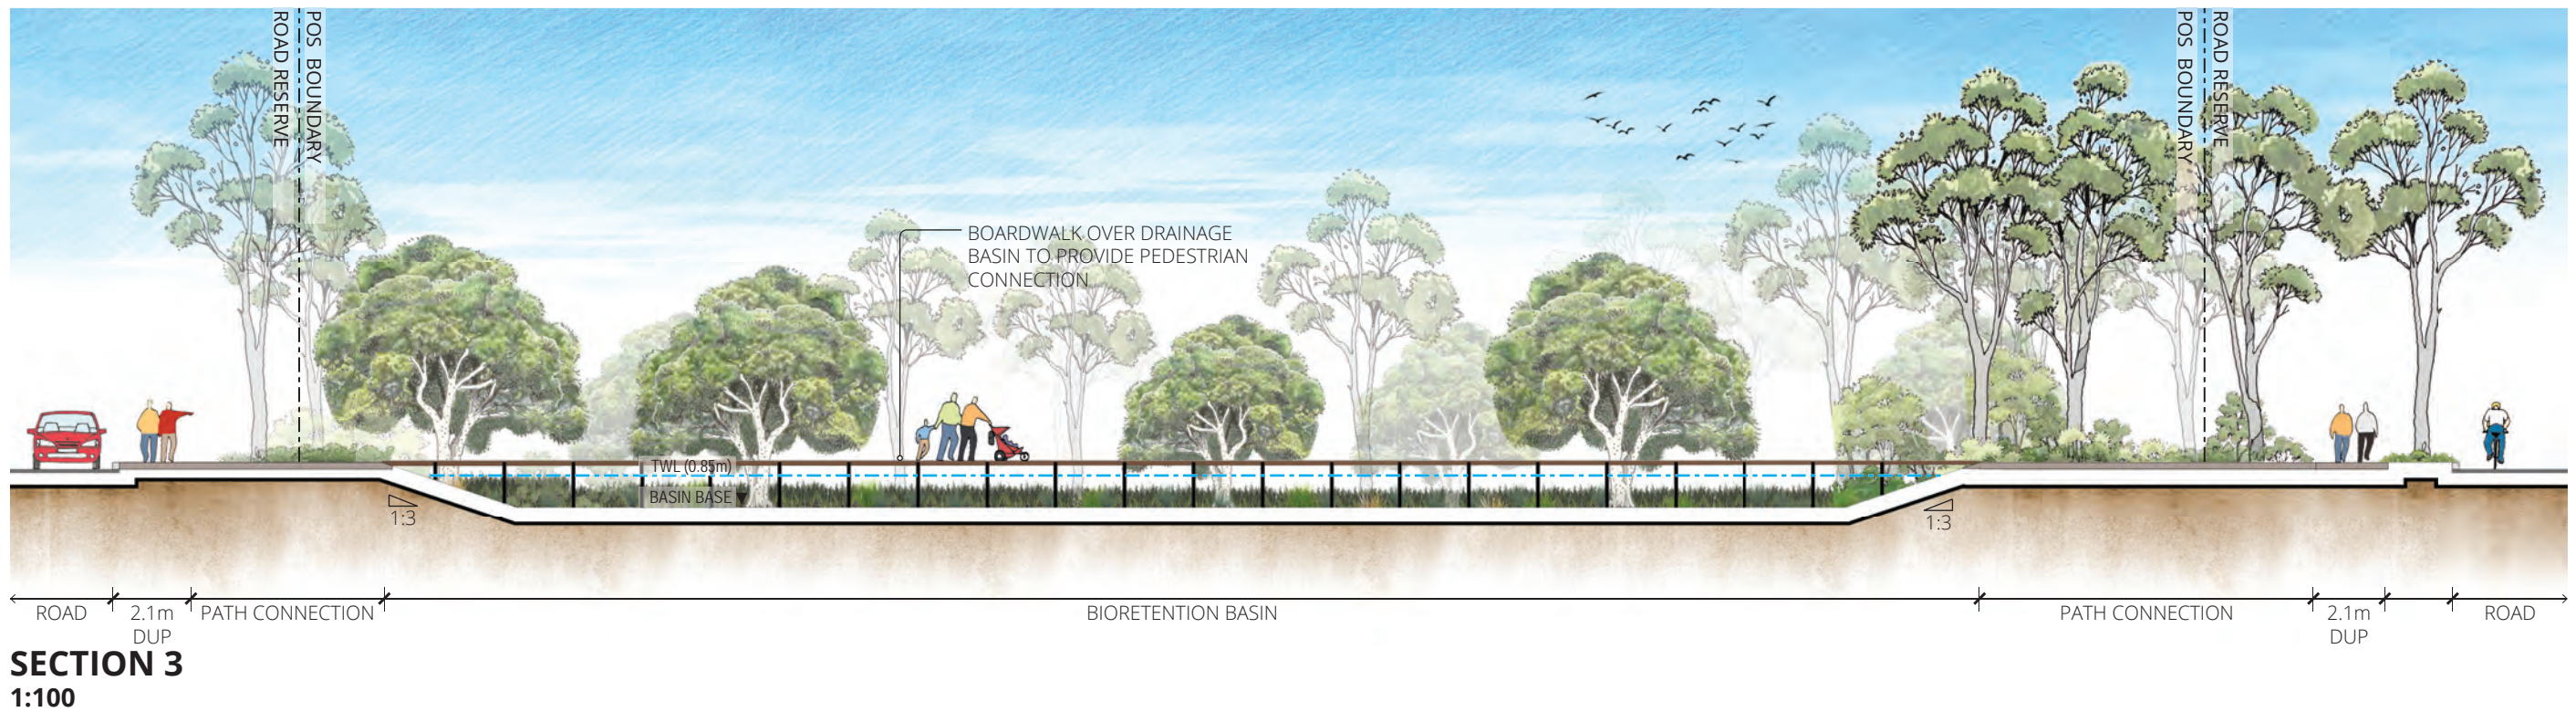 ROAD RESERVE
POS BOUNDARY
POS BOUNDARY
ROAD RESERVE
BOARDWALK OVER DRAINAGE
BASIN TO PROVIDE PEDESTRIAN
CONNECTION
TWL (0.85m)
BASIN BASE
1:3
1:3
ROAD
2.1m
DUP
PATH CONNECTION
BIORETENTION BASIN
PATH CONNECTION
2.1m
DUP
ROAD
SECTION 3
1:100